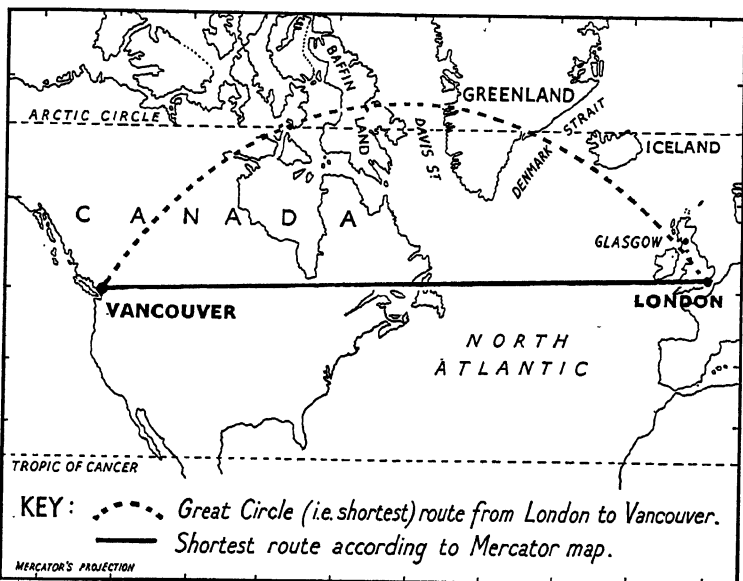 BAFFIN
LAND
GREENLAND
ARCTIC CIRCLE
DAVIS ST
DENMARK STRAIT
ICELAND
CANADA
GLASGOW
VANCOUVER
LONDON
NORTH
ATLANTIC
TROPIC OF CANCER
KEY:
Great Circle (i.e. shortest) route from London to Vancouver.
Shortest route according to Mercator map.
MERCATOR'S PROJECTION